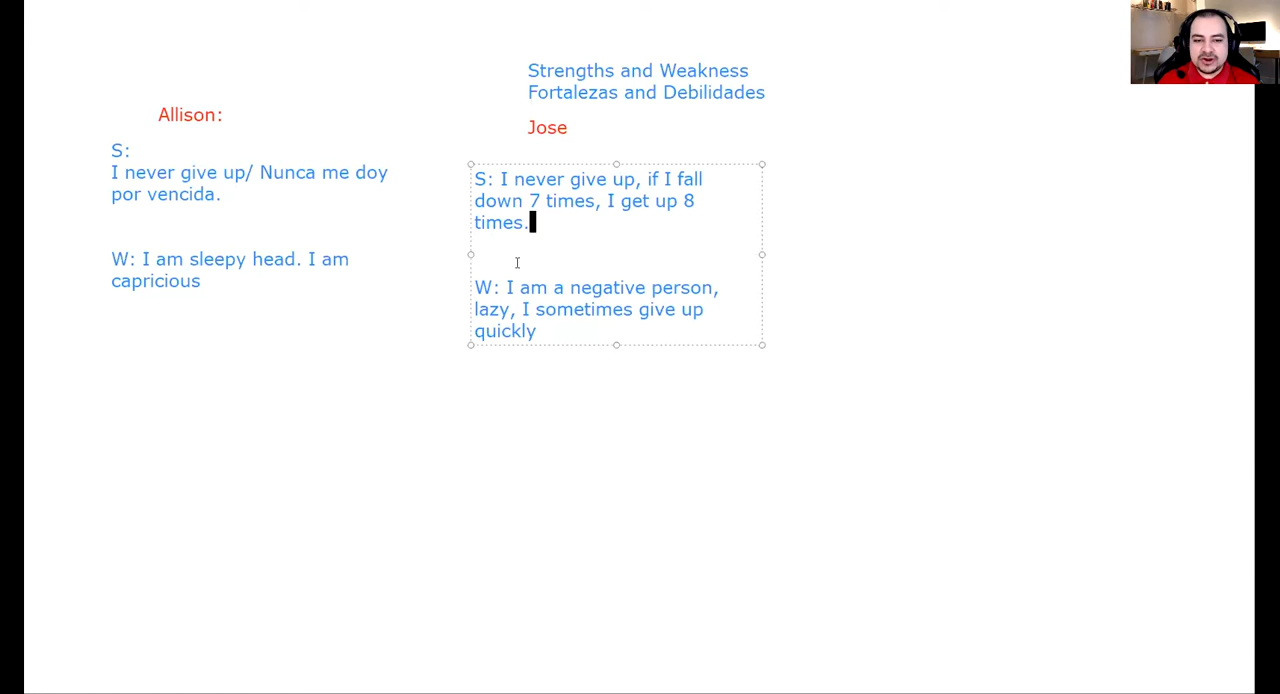 Strengths and Weakness
Fortalezas and Debilidades
Allison:
S:
I never give up/ Nunca me doy
por vencida.
W: I am sleepy head. I am
capricious
Jose
S: I never give up, if I fall
down 7 times, I get up 8
times.
W: I am a negative person,
lazy, I sometimes give up
quickly